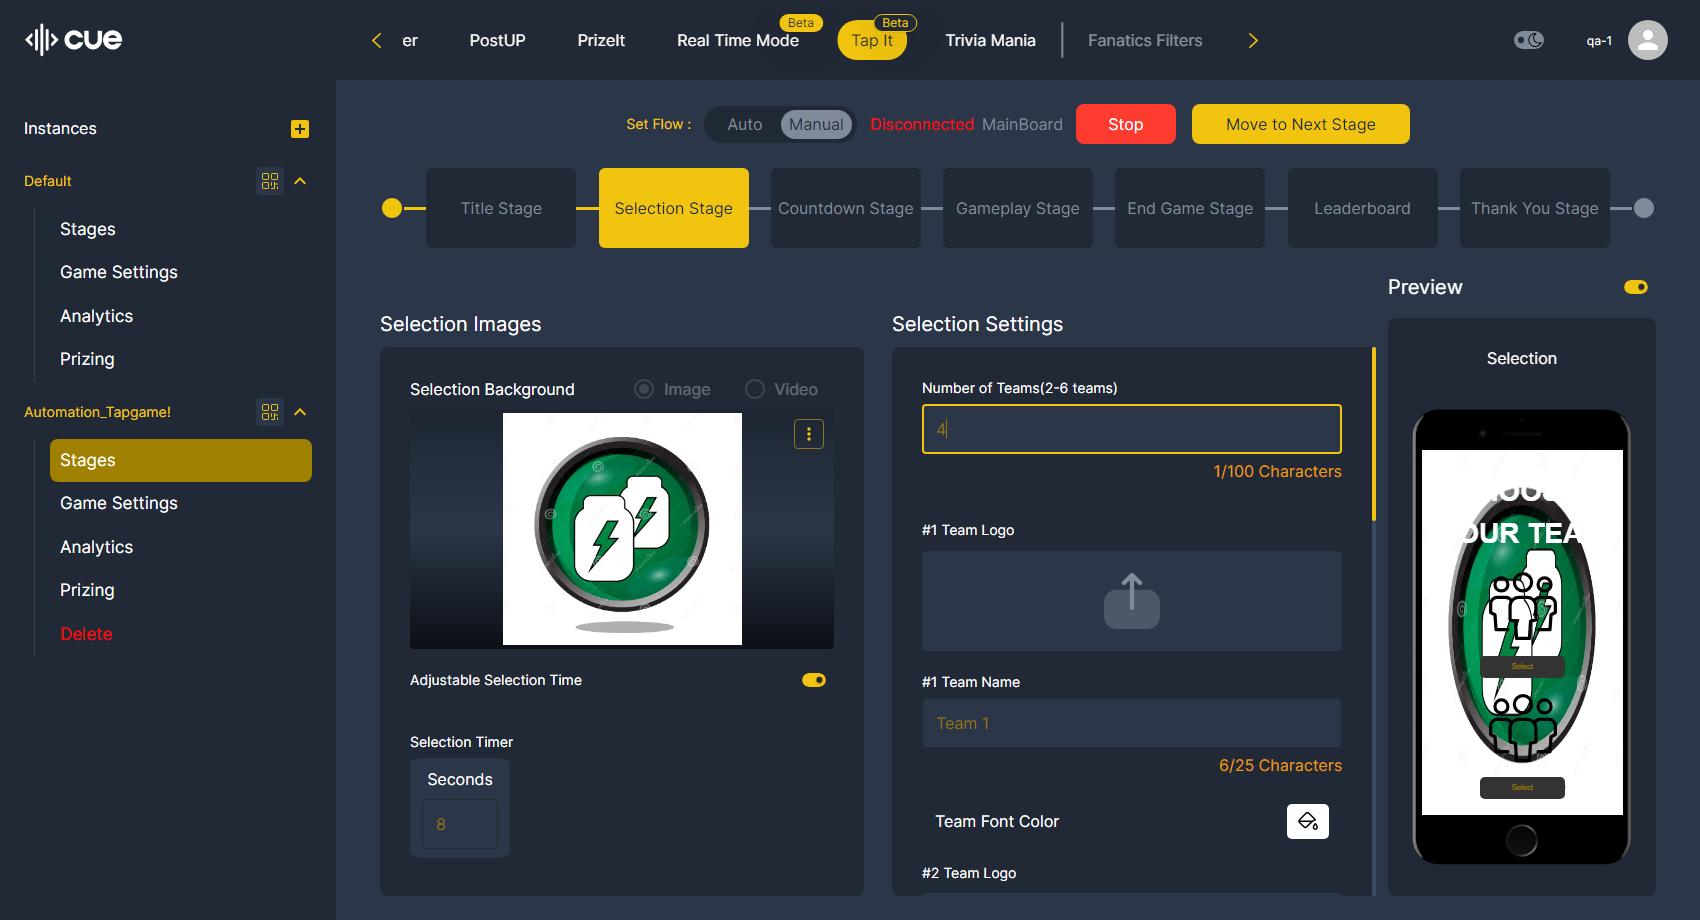 cue
er
PostUP
PrizeIt
Real Time Mode
Beta
Tap It
Beta
Trivia Mania
Fanatics Filters
qa-1
Instances
Default
Stages
Game Settings
Analytics
Prizing
Automation_Tapgame!
Stages
Game Settings
Analytics
Prizing
Delete
Set Flow :
Auto
Manual
Disconnected MainBoard
Stop
Move to Next Stage
Title Stage
Selection Stage
Countdown Stage
Gameplay Stage
End Game Stage
Leaderboard
Thank You Stage
Selection Images
Selection Background
Image
Video
Adjustable Selection Time
Selection Timer
Seconds
8
Selection Settings
Number of Teams(2-6 teams)
4
1/100 Characters
#1 Team Logo
#1 Team Name
Team 1
6/25 Characters
Team Font Color
#2 Team Logo
Preview
Selection
OUR TEA
Select
Select